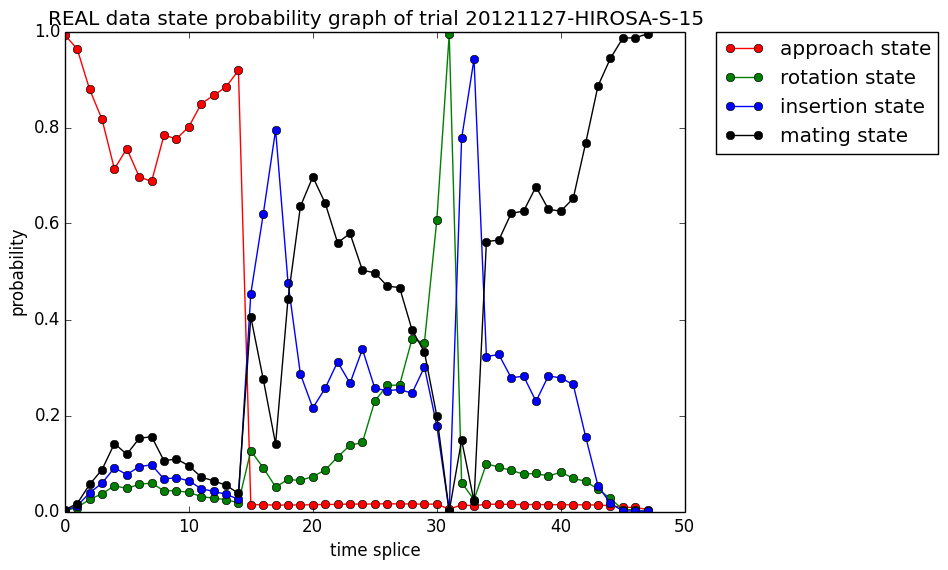 REAL data state probability graph of trial 20121127-HIROSA-S-15
1.0
0.8
0.6
0.4
0.2
0.0
probability
0 10 20 30 40 50
time splice
approach state
rotation state
insertion state
mating state